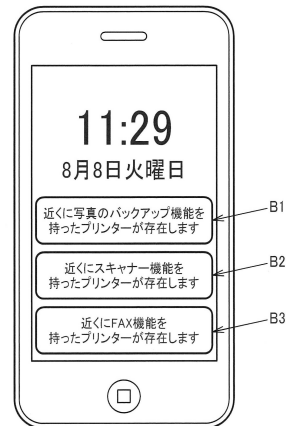 11:29
8月8日火曜日
近くに写真のバックアップ機能を
持ったプリンターが存在します
B1
近くにスキャナー機能を
持ったプリンターが存在します
B2
近くにFAX機能を
持ったプリンターが存在します
B3